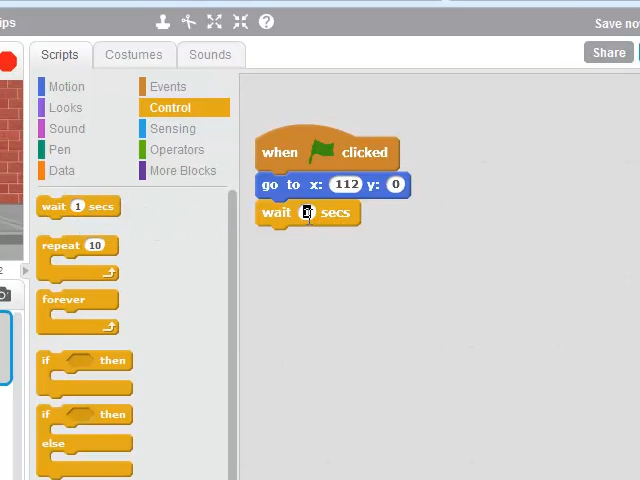 ips
Save no
Share
Scripts Costumes Sounds
Motion Events
Looks Control
Sound Sensing
Pen Operators
Data More Blocks
wait 1 secs
repeat 10
forever
if then
if then
else
2
when clicked
go to x: 112 y: 0
wait secs